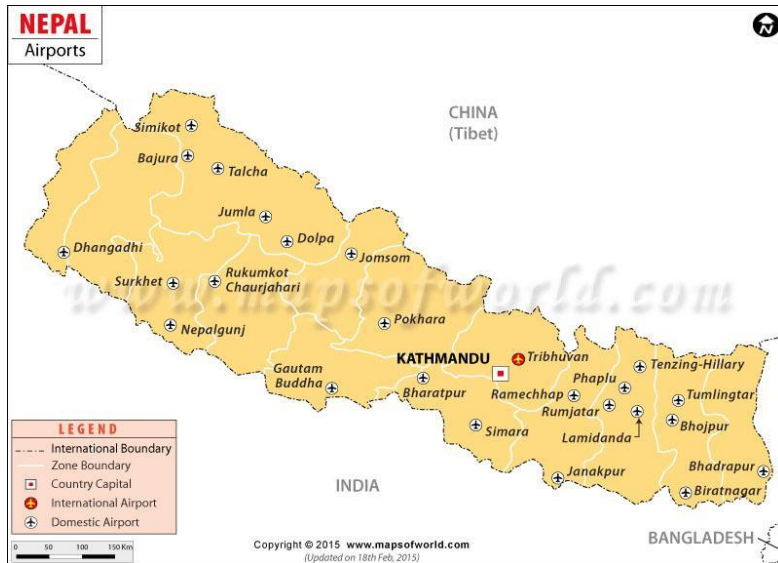 NEPAL
Airports
CHINA
(Tibet)
Simikot
Bajura
Talcha
Jumla
Dolpa
Dhangadhi
Jomsom
Surkhet
Rukumkot
Chaurjahari
www.mapsofworld.com
Nepalgunj
Pokhara
KATHMANDU
Tribhuvan
Gautam
Buddha
Bharatpur
Ramechhap
Phaplu
Tenzing-Hillary
Rumjatar
Tumlingtar
Lamidanda
Bhojpur
Simara
Janakpur
Bhadrapur
Biratnagar
INDIA
BANGLADESH
LEGEND
International Boundary
Zone Boundary
Country Capital
International Airport
Domestic Airport
0 50 100 150 Km
Copyright © 2015 www.mapsofworld.com
(Updated on 18th Feb, 2015)